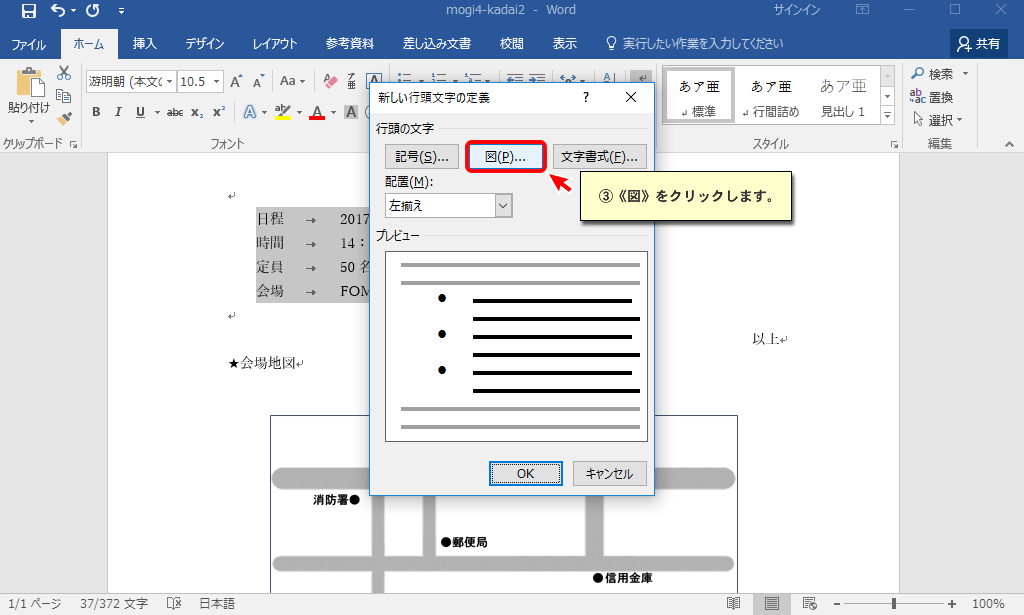 mogi4-kadai2 - Word
サインイン
ファイル ホーム 挿入 デザイン レイアウト 参考資料 差し込み文書 校閲 表示 実行したい作業を入力してください 共有
貼り付け
游明朝 (本文の 10.5 A A Aa
B I U abc x₂ x² A ab A A
あア亜 あア亜 あア亜
↲標準 ↲行間詰め 見出し 1
検索
置換
選択
クリップボード フォント スタイル 編集
新しい行頭文字の定義 ?
行頭の文字
記号(S)... 図(P)... 文字書式(F)...
配置(M):
左揃え
プレビュー
OK キャンセル
③《図》をクリックします。
日程 → 2017
時間 → 14：
定員 → 50 名
会場 → FOM
以上
★会場地図
消防署●
●郵便局
●信用金庫
1/1 ページ 37/372 文字 日本語 100%